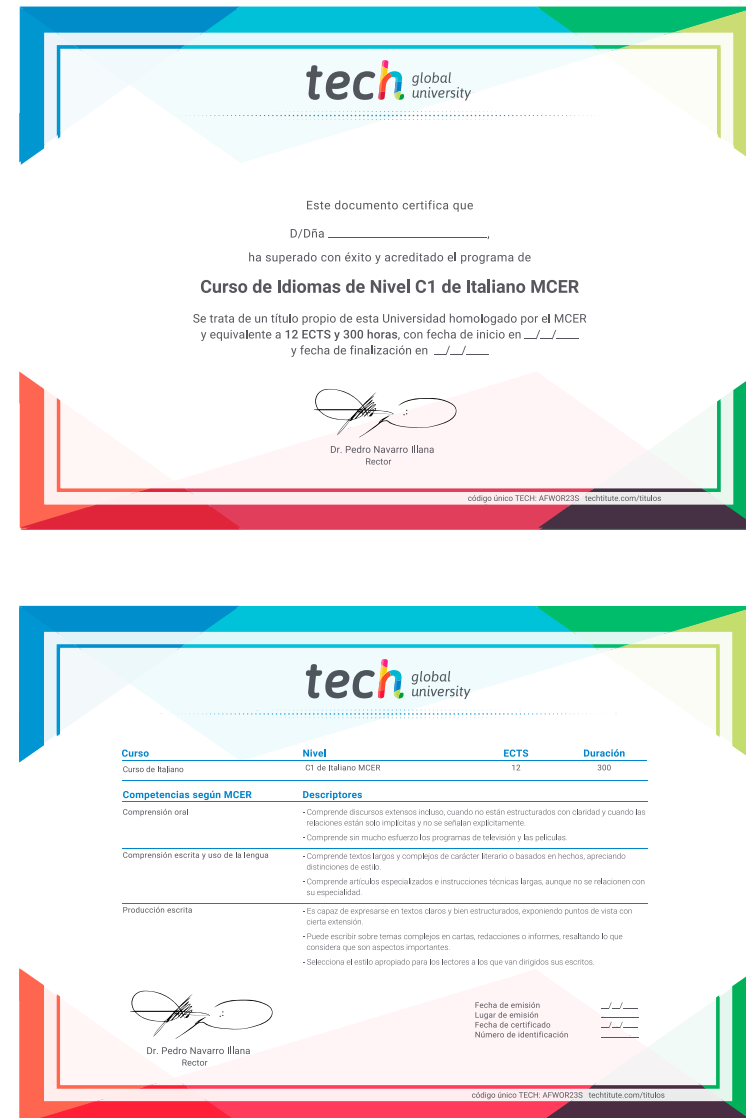 tech global university
Este documento certifica que
D/Dña ________________________,
ha superado con éxito y acreditado el programa de
Curso de Idiomas de Nivel C1 de Italiano MCER
Se trata de un título propio de esta Universidad homologado por el MCER
y equivalente a 12 ECTS y 300 horas, con fecha de inicio en __/__/____
y fecha de finalización en __/__/____
Dr. Pedro Navarro Illana
Rector
código único TECH: AFWOR23S techtitute.com/titulos
tech global university
Curso Nivel ECTS Duración
Curso de Italiano C1 de Italiano MCER 12 300
Competencias según MCER Descriptores
Comprensión oral
- Comprende discursos extensos incluso, cuando no están estructurados con claridad y cuando las
relaciones están solo implícitas y no se señalan explícitamente.
- Comprende sin mucho esfuerzo los programas de televisión y las películas.
Comprensión escrita y uso de la lengua
- Comprende textos largos y complejos de carácter literario o basados en hechos, apreciando
distinciones de estilo.
- Comprende artículos especializados e instrucciones técnicas largas, aunque no se relacionen con
su especialidad.
Producción escrita
- Es capaz de expresarse en textos claros y bien estructurados, exponiendo puntos de vista con
cierta extensión.
- Puede escribir sobre temas complejos en cartas, redacciones o informes, resaltando lo que
considera que son aspectos importantes.
- Selecciona el estilo apropiado para los lectores a los que van dirigidos sus escritos.
Dr. Pedro Navarro Illana
Rector
Fecha de emisión __/__/____
Lugar de emisión ________
Fecha de certificado __/__/____
Número de identificación ________
código único TECH: AFWOR23S techtitute.com/titulos